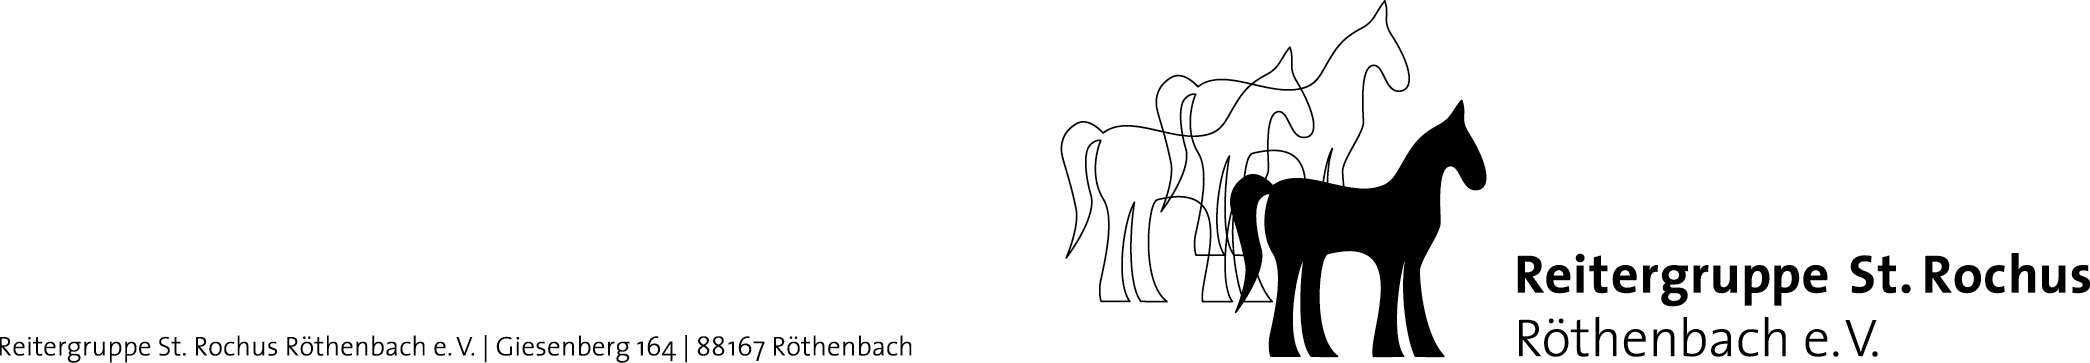 Reitergruppe St. Rochus
Röthenbach e. V.
Reitergruppe St. Rochus Röthenbach e. V. | Giesenberg 164 | 88167 Röthenbach